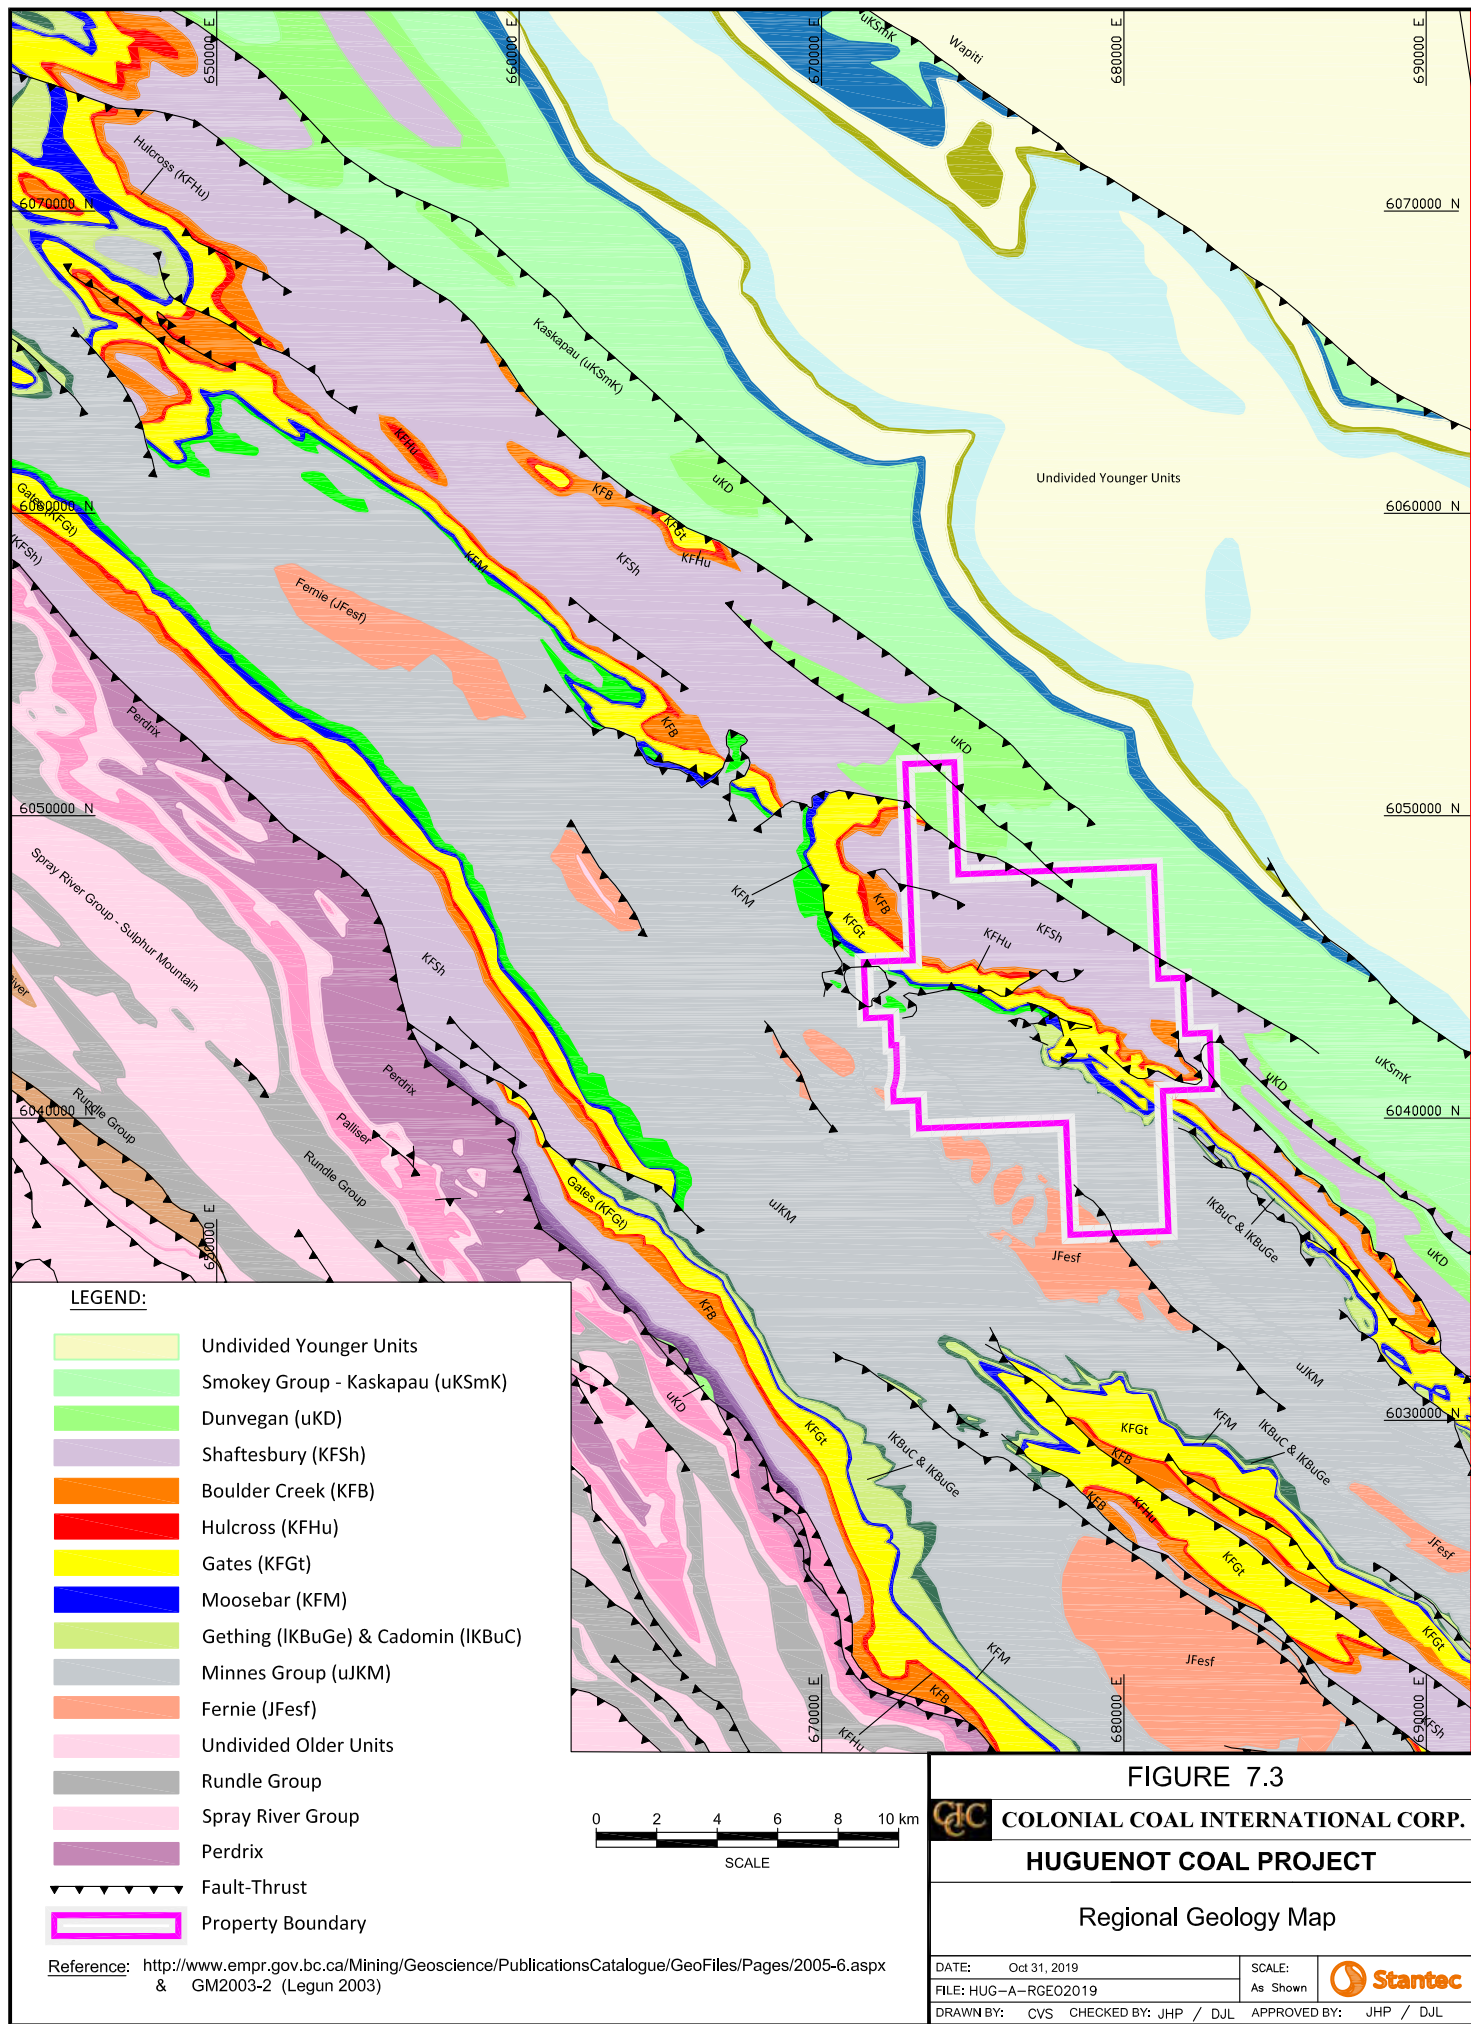 650000 E
660000 E
670000 E
680000 E
690000 E
uKSmK
Wapiti
Hulcross (KFHu)
6070000 N
6070000 N
Kaskapau (uKSmK)
KFHu
uKD
Undivided Younger Units
Gates (KFGt)
6060000 N
6060000 N
KFB
KFGt
KFHu
(KFSh)
KFM
KFSh
Fernie (JFesf)
Perdrix
KFB
uKD
6050000 N
6050000 N
Spray River Group - Sulphur Mountain
KFM
KFB
KFGt
KFHu
KFSh
KFSh
iver
Perdrix
uKSmK
uKD
Rundle Group
6040000 N
6040000 N
Palliser
Rundle Group
Gates (KFGt)
uJKM
lKBuC & lKBuGe
JFesf
uKD
650000 E
KFB
uJKM
uKD
KFGt
lKBuC & lKBuGe
KFGt
KFM
lKBuC & lKBuGe
6030000 N
KFB
KFB
KFHu
KFGt
JFesf
KFGt
JFesf
KFM
KFB
KFHu
KFSh
670000 E
680000 E
690000 E
LEGEND:
Undivided Younger Units
Smokey Group - Kaskapau (uKSmK)
Dunvegan (uKD)
Shaftesbury (KFSh)
Boulder Creek (KFB)
Hulcross (KFHu)
Gates (KFGt)
Moosebar (KFM)
Gething (lKBuGe) & Cadomin (lKBuC)
Minnes Group (uJKM)
Fernie (JFesf)
Undivided Older Units
Rundle Group
Spray River Group
Perdrix
Fault-Thrust
Property Boundary
Reference: http://www.empr.gov.bc.ca/Mining/Geoscience/PublicationsCatalogue/GeoFiles/Pages/2005-6.aspx
& GM2003-2 (Legun 2003)
0 2 4 6 8 10 km
SCALE
FIGURE 7.3
CCIC COLONIAL COAL INTERNATIONAL CORP.
HUGUENOT COAL PROJECT
Regional Geology Map
DATE: Oct 31, 2019
SCALE:
As Shown
Stantec
FILE: HUG-A-RGEO2019
DRAWN BY: CVS CHECKED BY: JHP / DJL APPROVED BY: JHP / DJL